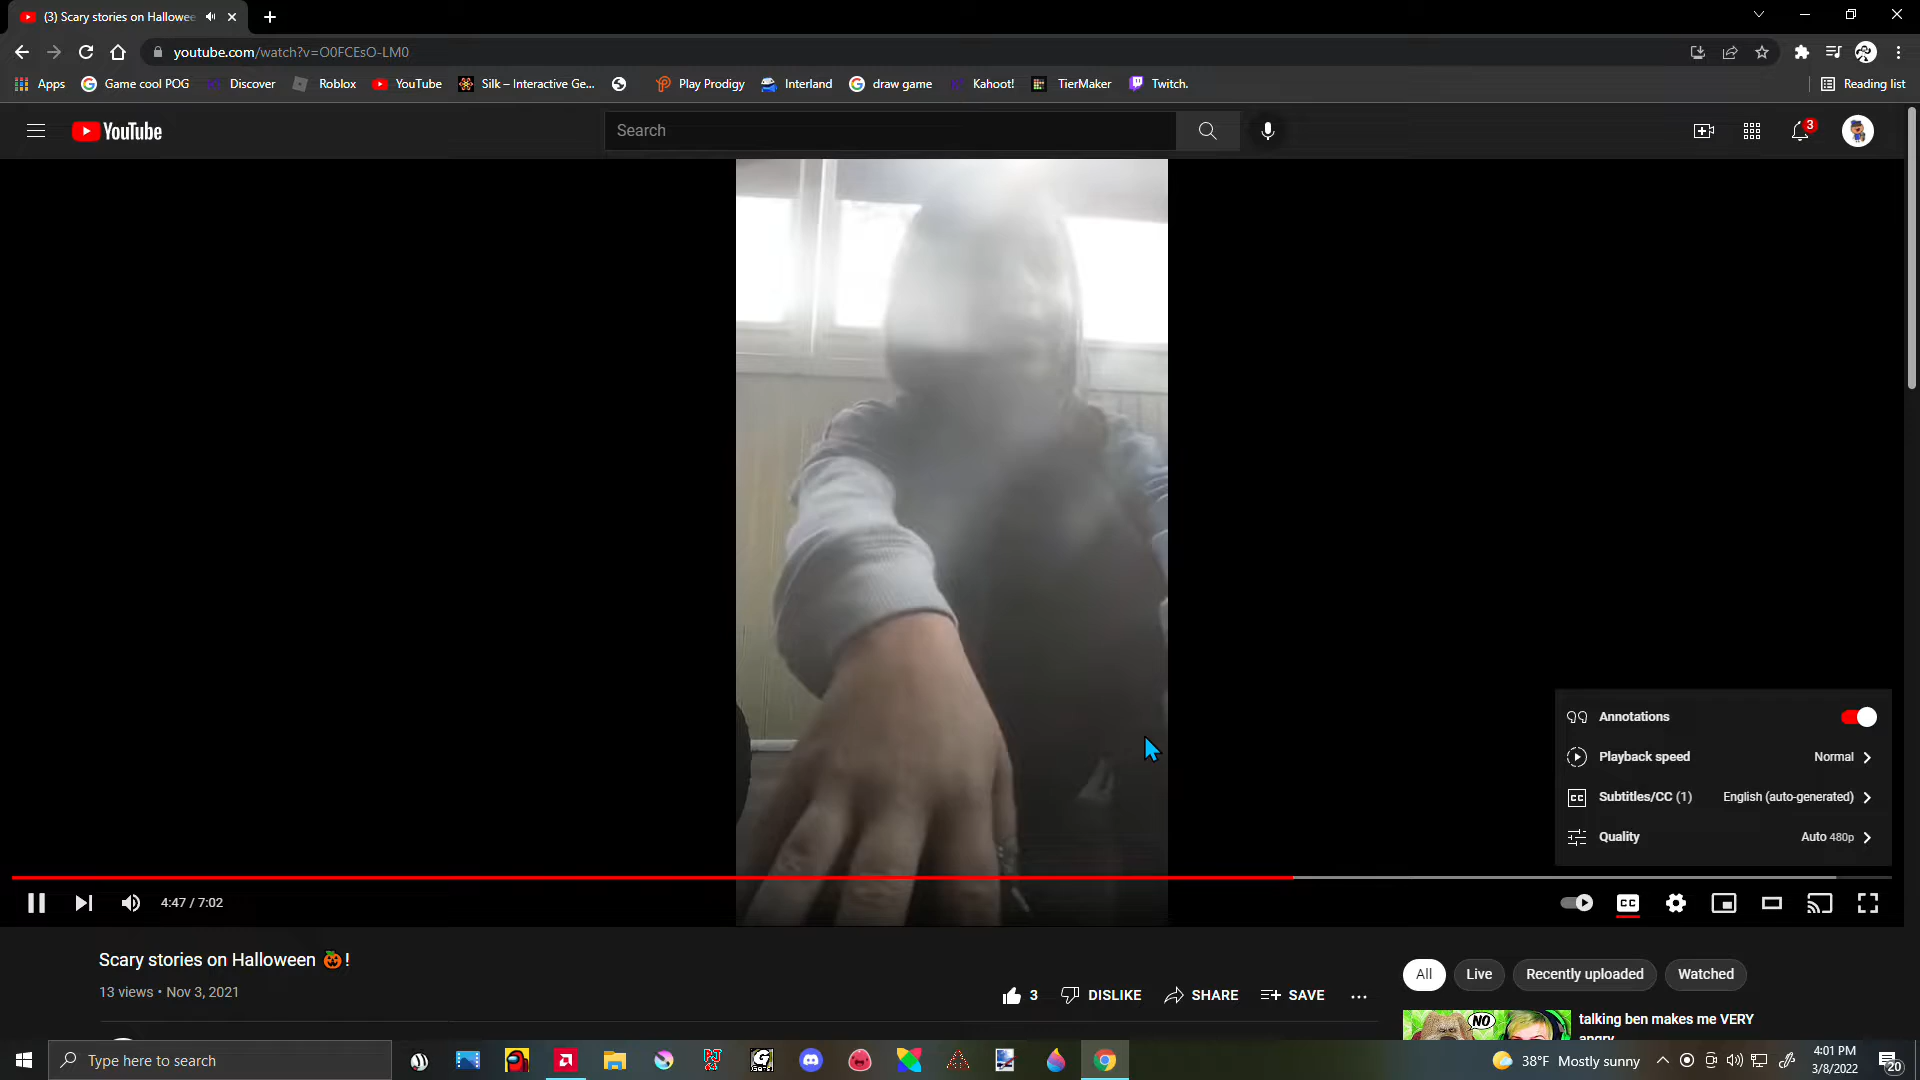 (3) Scary stories on Hallowee
youtube.com/watch?v=O0FCEsO-LM0
Apps Game cool POG Discover Roblox YouTube Silk – Interactive Ge... Play Prodigy Interland draw game Kahoot! TierMaker Twitch. Reading list
YouTube Search 3
Annotations
Playback speed Normal
Subtitles/CC (1) English (auto-generated)
Quality Auto 480p
4:47 / 7:02 CC
Scary stories on Halloween 🎃!
13 views • Nov 3, 2021
3 DISLIKE SHARE SAVE ...
All Live Recently uploaded Watched
NO
talking ben makes me VERY
angry
Type here to search
38°F Mostly sunny
4:01 PM
3/8/2022
20